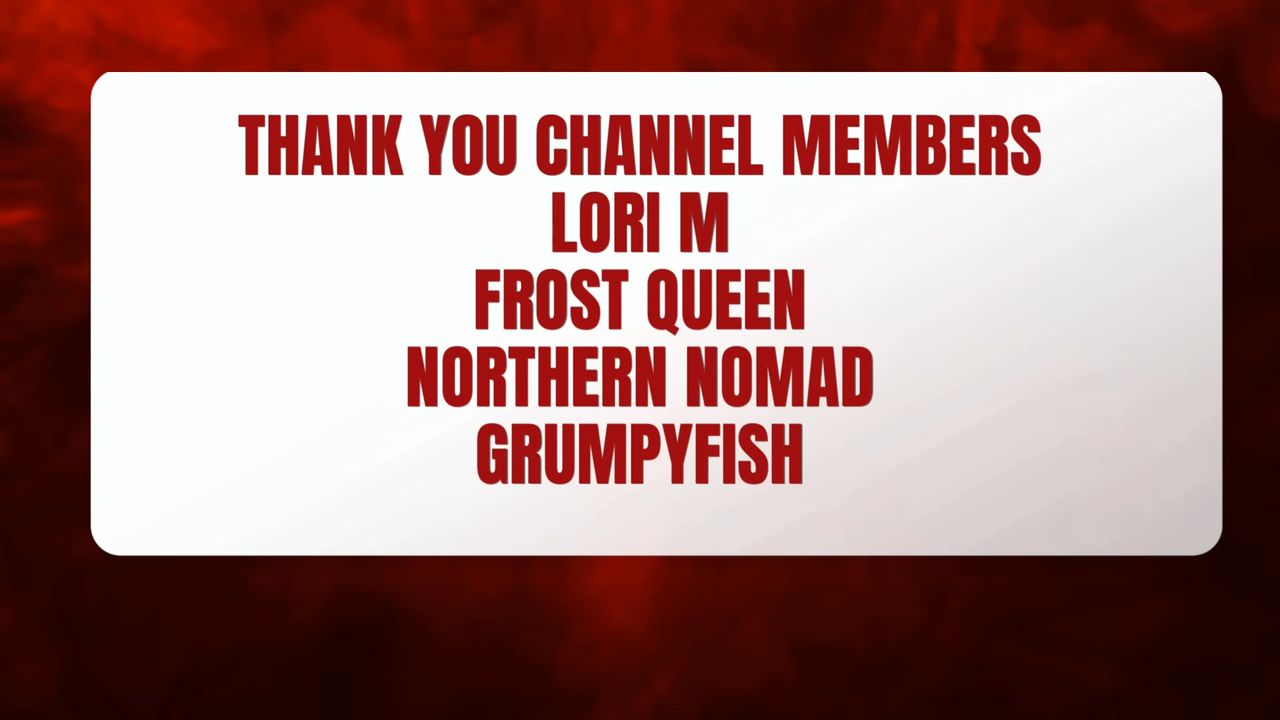 THANK YOU CHANNEL MEMBERS
LORI M
FROST QUEEN
NORTHERN NOMAD
GRUMPYFISH